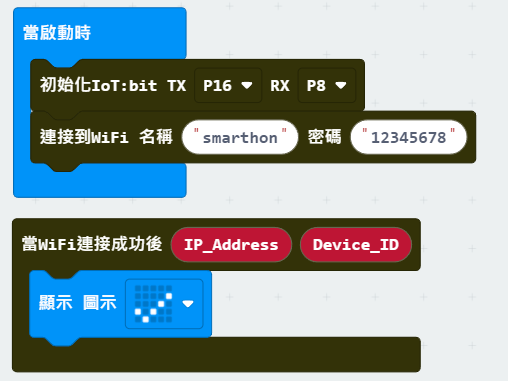 當啟動時
初始化IoT:bit TX P16 RX P8
連接到WiFi 名稱 "smarthon" 密碼 "12345678"
當WiFi連接成功後 IP_Address Device_ID
顯示 圖示